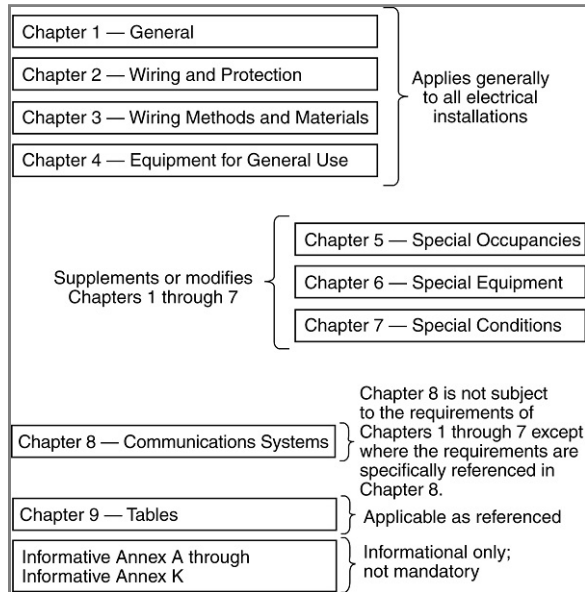 Chapter 1 — General
Chapter 2 — Wiring and Protection
Chapter 3 — Wiring Methods and Materials
Chapter 4 — Equipment for General Use
Applies generally
to all electrical
installations
Supplements or modifies
Chapters 1 through 7
Chapter 5 — Special Occupancies
Chapter 6 — Special Equipment
Chapter 7 — Special Conditions
Chapter 8 — Communications Systems
Chapter 8 is not subject
to the requirements of
Chapters 1 through 7 except
where the requirements are
specifically referenced in
Chapter 8.
Chapter 9 — Tables
Applicable as referenced
Informative Annex A through
Informative Annex K
Informational only;
not mandatory